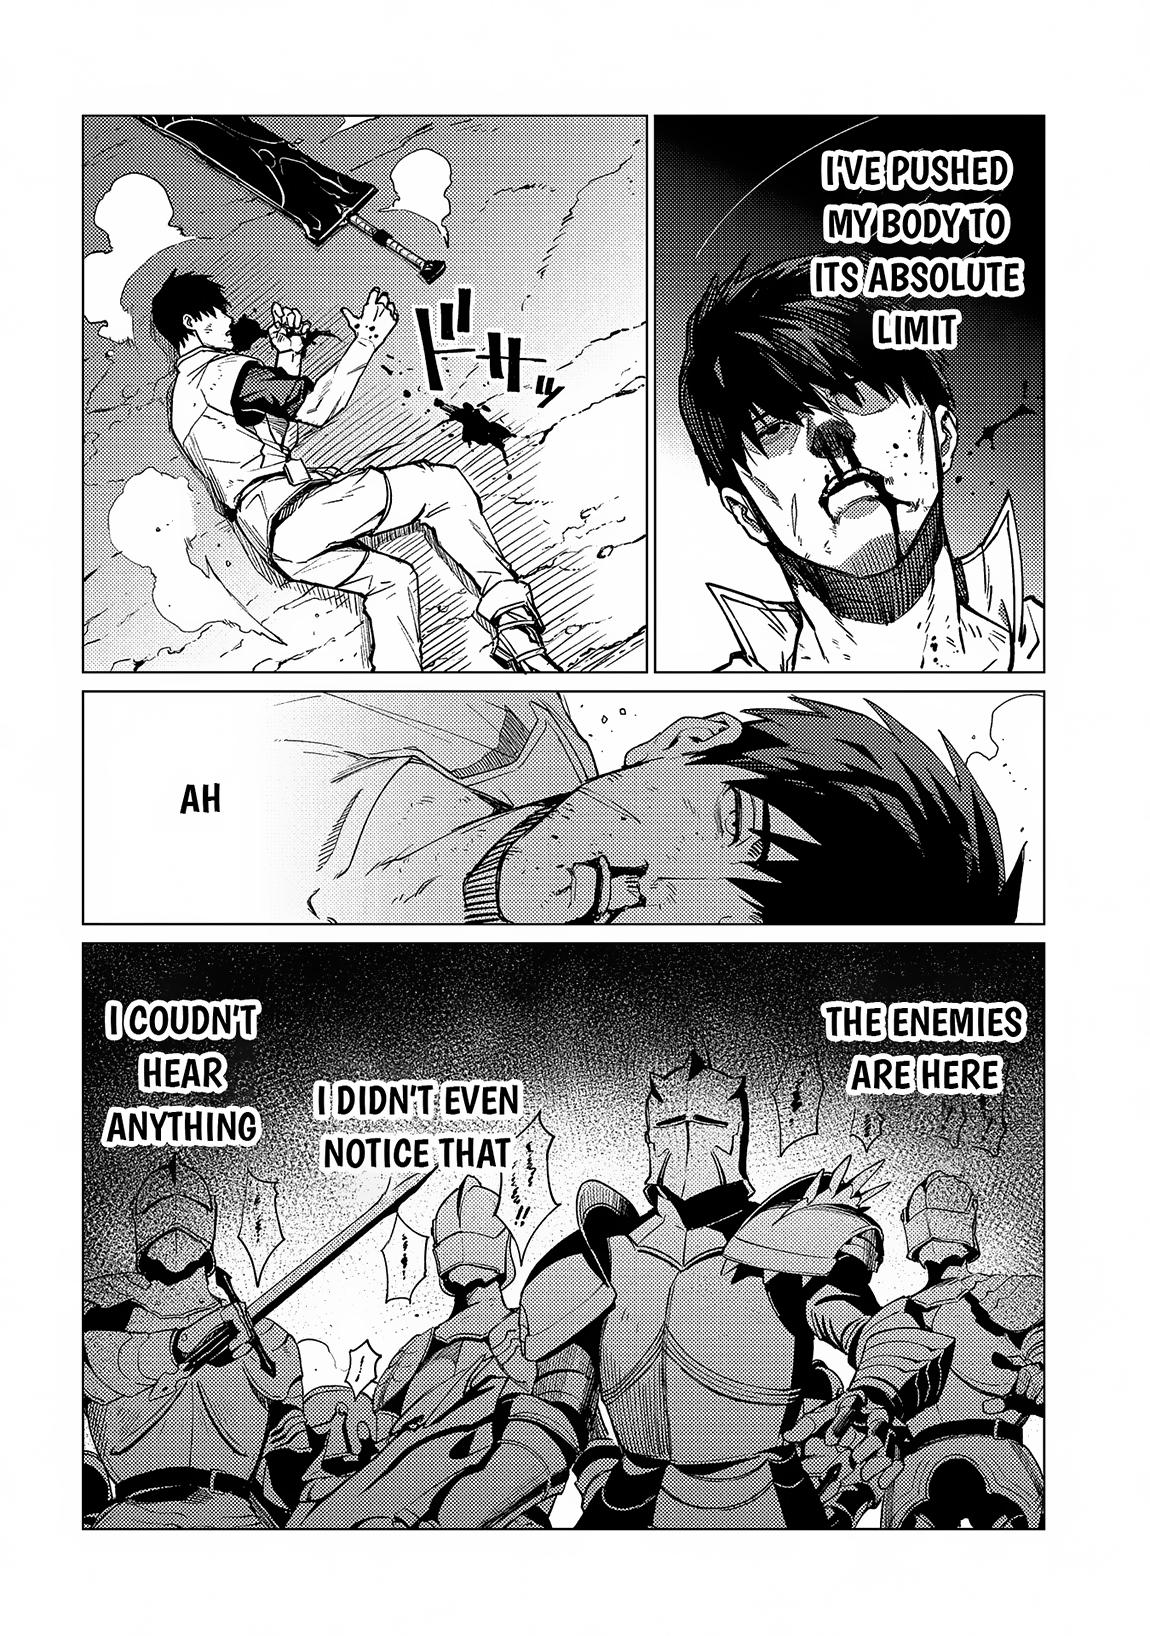 I'VE PUSHED
MY BODY TO
ITS ABSOLUTE
LIMIT
ドサッ
AH
THE ENEMIES
ARE HERE
I DIDN'T EVEN
NOTICE THAT
I COUDN'T
HEAR
ANYTHING
!!